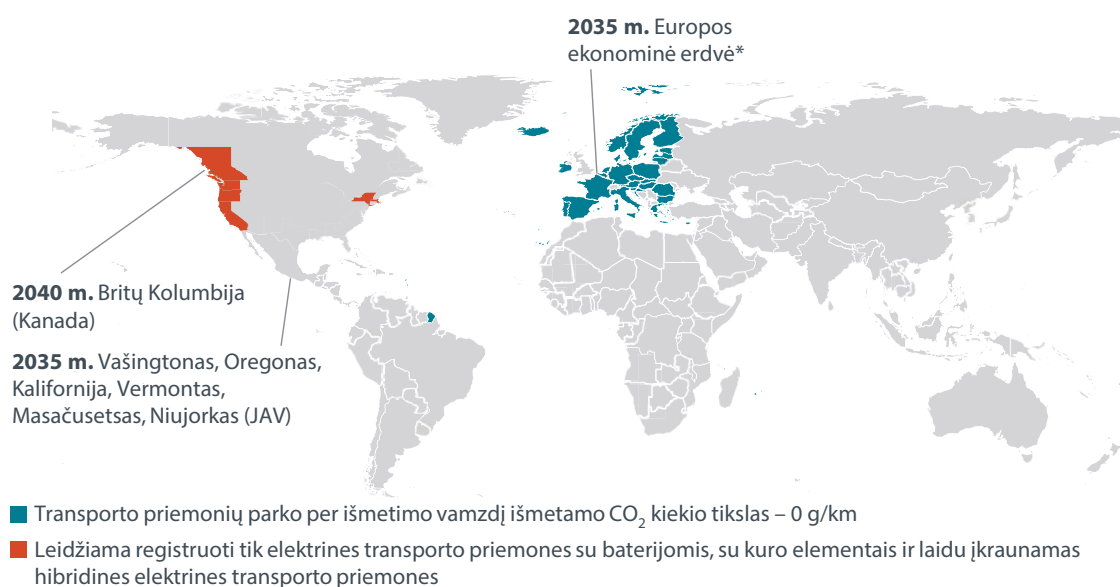 2035 m. Europos
ekonominė erdvė*
2040 m. Britų Kolumbija
(Kanada)
2035 m. Vašingtonas, Oregonas,
Kalifornija, Vermontas,
Masačusetsas, Niujorkas (JAV)
Transporto priemonių parko per išmetimo vamzdį išmetamo CO₂ kiekio tikslas – 0 g/km
Leidžiama registruoti tik elektrines transporto priemones su baterijomis, su kuro elementais ir laidu įkraunamas
hibridines elektrines transporto priemones